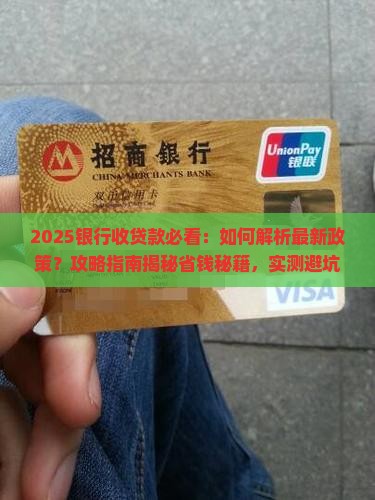 招商银行
CHINA MERCHANTS BANK
UnionPay
银联
双币信用卡
2025银行收贷款必看：如何解析最新政
策？攻略指南揭秘省钱秘籍，实测避坑
VISA